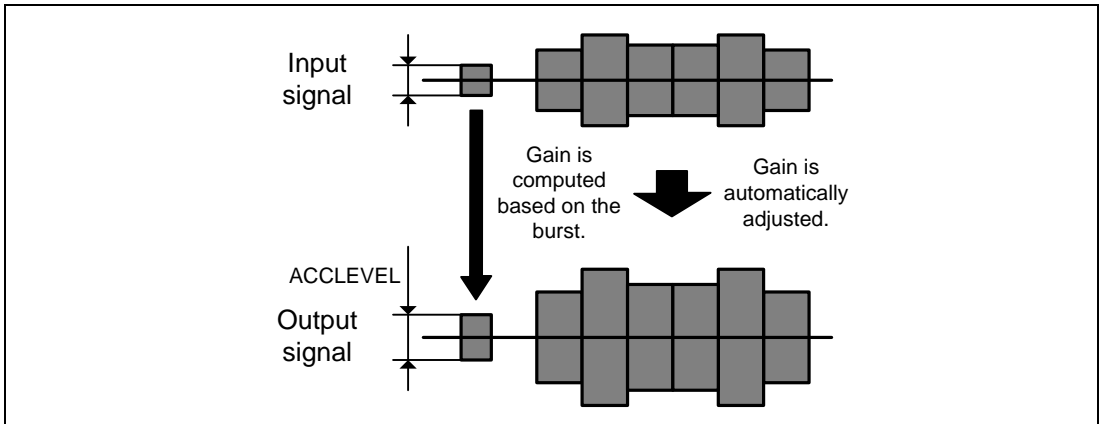 Input
signal
Gain is
computed
based on the
burst.
Gain is
automatically
adjusted.
ACCLEVEL
Output
signal